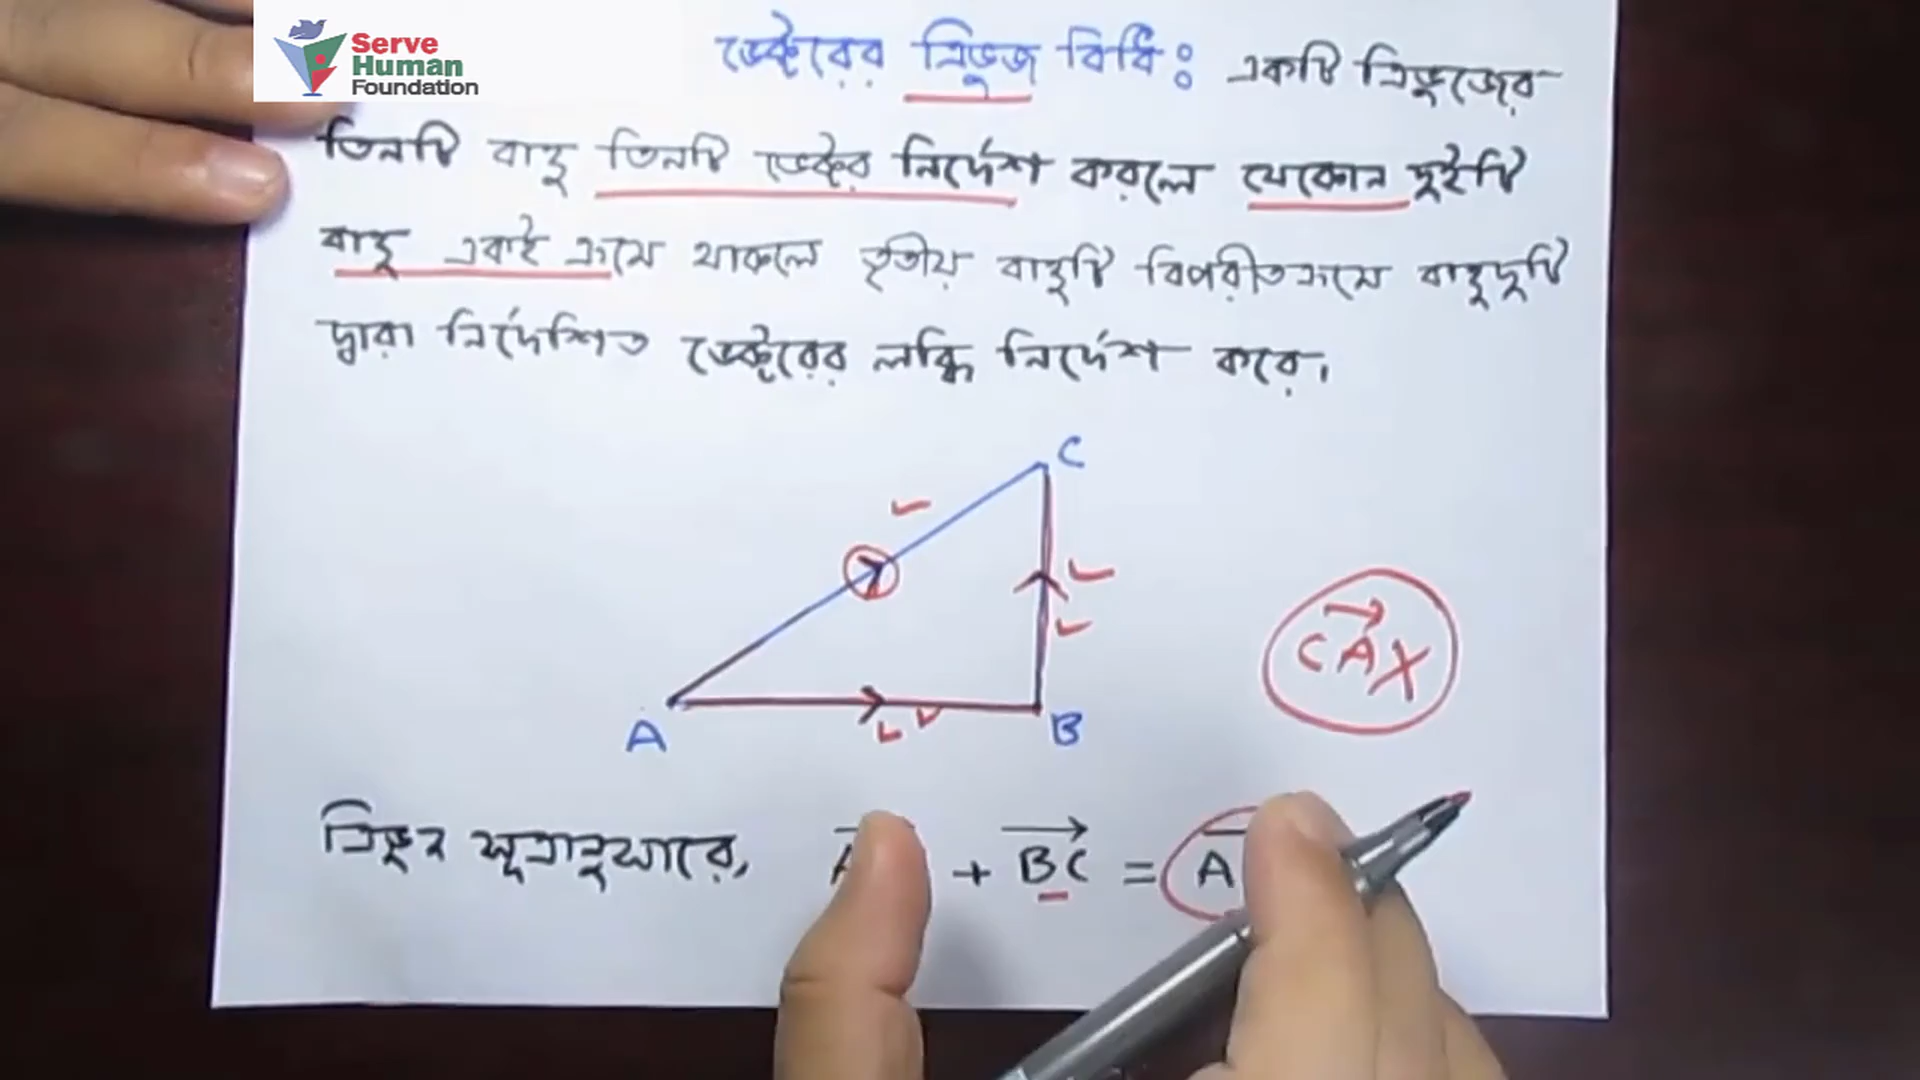 Serve
Human
Foundation
ভেক্টরের ত্রিভুজ বিধি: একটি ত্রিভুজের
তিনটি বাহু তিনটি ভেক্টর নির্দেশ করলে যেকোন দুইটি
বাহু একই ক্রমে থাকলে তৃতীয় বাহুটি বিপরীতক্রমে বাহুদুটি
দ্বারা নির্দেশিত ভেক্টরের লব্ধি নির্দেশ করে।
C
CA X
A
B
সূত্রানুসারে, + BC = A